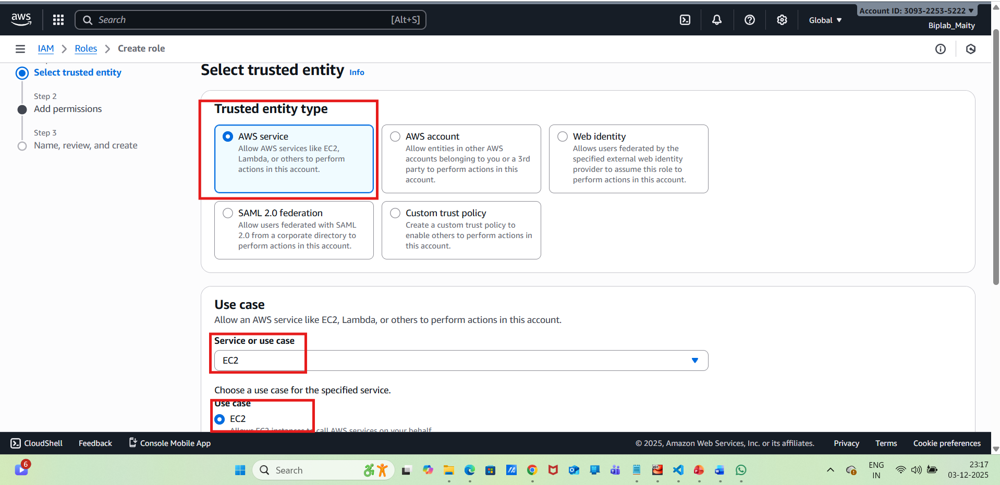 aws
Search
[Alt+S]
Global
Account ID: 3093-2253-5222
Biplab_Maity
IAM
Roles
Create role
Select trusted entity
Step 2
Add permissions
Step 3
Name, review, and create
Select trusted entity Info
Trusted entity type
AWS service
Allow AWS services like EC2,
Lambda, or others to perform
actions in this account.
AWS account
Allow entities in other AWS
accounts belonging to you or a 3rd
party to perform actions in this
account.
Web identity
Allows users federated by the
specified external web identity
provider to assume this role to
perform actions in this account.
SAML 2.0 federation
Allow users federated with SAML
2.0 from a corporate directory to
perform actions in this account.
Custom trust policy
Create a custom trust policy to
enable others to perform actions in
this account.
Use case
Allow an AWS service like EC2, Lambda, or others to perform actions in this account.
Service or use case
EC2
Choose a use case for the specified service.
Use case
EC2
Allows EC2 instances to call AWS services on your behalf
CloudShell
Feedback
Console Mobile App
© 2025, Amazon Web Services, Inc. or its affiliates.
Privacy
Terms
Cookie preferences
6
Search
ENG
IN
23:17
03-12-2025